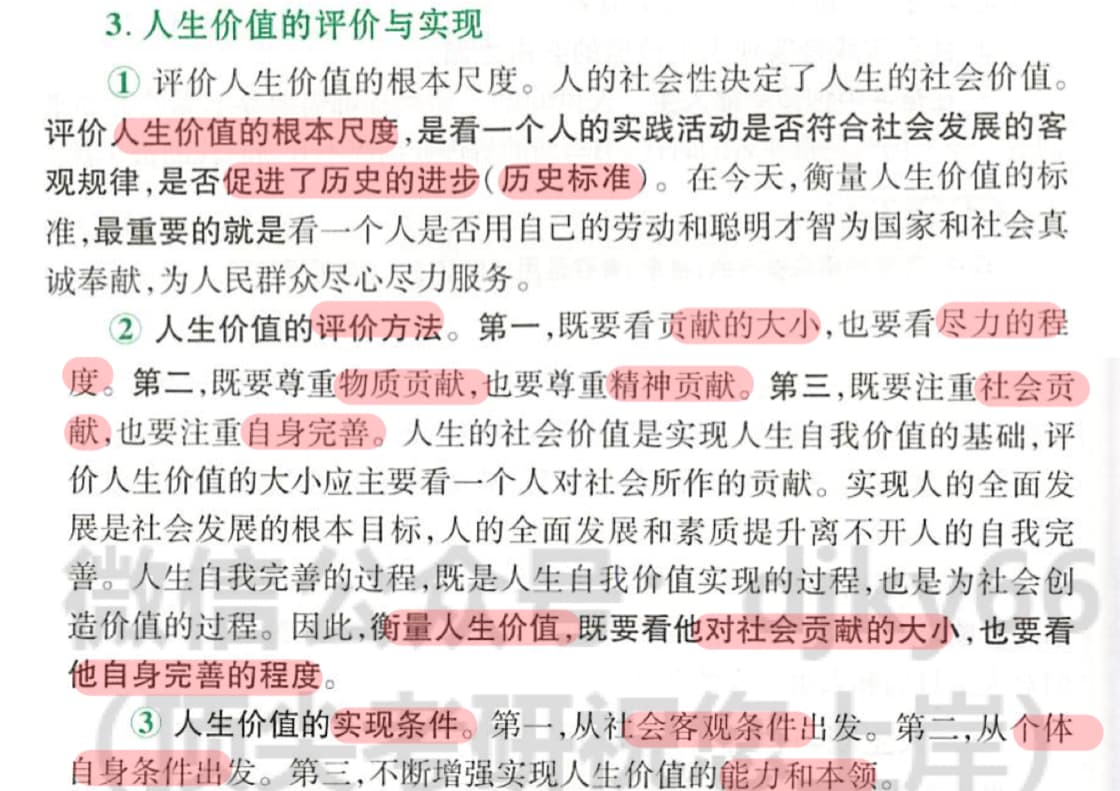 3. 人生价值的评价与实现
① 评价人生价值的根本尺度。人的社会性决定了人生的社会价值。
评价人生价值的根本尺度,是看一个人的实践活动是否符合社会发展的客
观规律,是否促进了历史的进步(历史标准)。在今天,衡量人生价值的标
准,最重要的就是看一个人是否用自己的劳动和聪明才智为国家和社会真
诚奉献,为人民群众尽心尽力服务。
② 人生价值的评价方法。第一,既要看贡献的大小,也要看尽力的程
度。第二,既要尊重物质贡献,也要尊重精神贡献。第三,既要注重社会贡
献,也要注重自身完善。人生的社会价值是实现人生自我价值的基础,评
价人生价值的大小应主要看一个人对社会所作的贡献。实现人的全面发
展是社会发展的根本目标,人的全面发展和素质提升离不开人的自我完
善。人生自我完善的过程,既是人生自我价值实现的过程,也是为社会创
造价值的过程。因此,衡量人生价值,既要看他对社会贡献的大小,也要看
他自身完善的程度。
③ 人生价值的实现条件。第一,从社会客观条件出发。第二,从个体
自身条件出发。第三,不断增强实现人生价值的能力和本领。
微信公众号 djky66